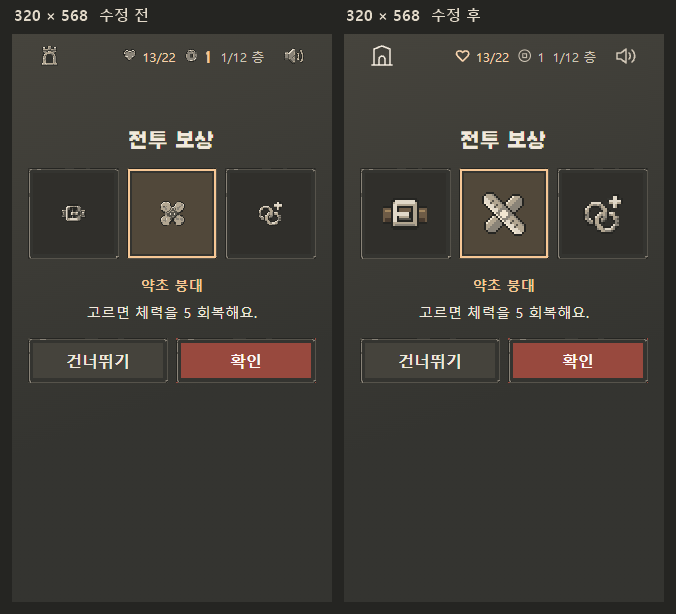 320 × 568 수정 전
13/22 1 1/12 층
전투 보상
약초 붕대
고르면 체력을 5 회복해요.
건너뛰기 확인
320 × 568 수정 후
13/22 1 1/12 층
전투 보상
약초 붕대
고르면 체력을 5 회복해요.
건너뛰기 확인